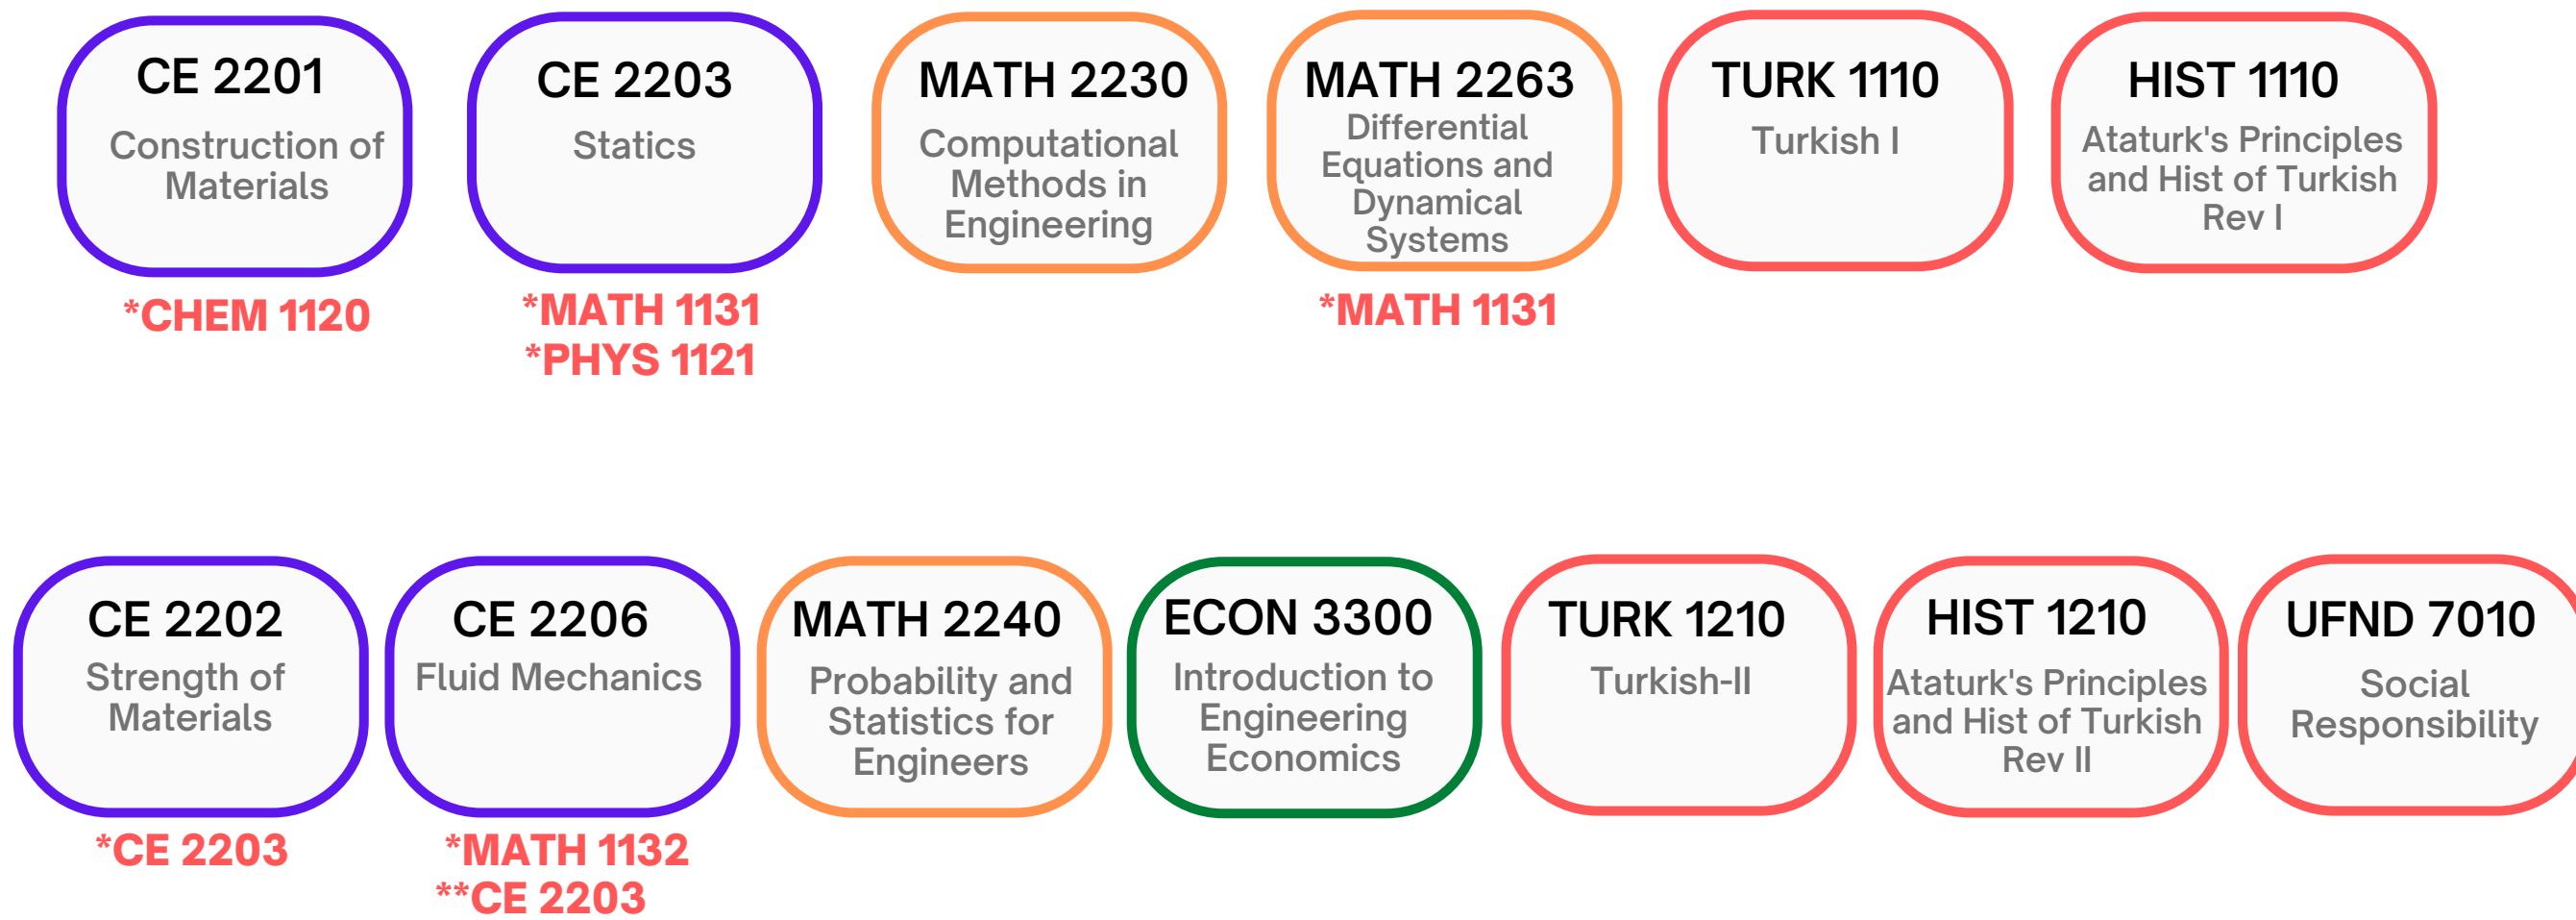 CE 2201
Construction of
Materials
*CHEM 1120
CE 2203
Statics
*MATH 1131
*PHYS 1121
MATH 2230
Computational
Methods in
Engineering
MATH 2263
Differential
Equations and
Dynamical
Systems
*MATH 1131
TURK 1110
Turkish I
HIST 1110
Ataturk's Principles
and Hist of Turkish
Rev I
CE 2202
Strength of
Materials
*CE 2203
CE 2206
Fluid Mechanics
*MATH 1132
**CE 2203
MATH 2240
Probability and
Statistics for
Engineers
ECON 3300
Introduction to
Engineering
Economics
TURK 1210
Turkish-II
HIST 1210
Ataturk's Principles
and Hist of Turkish
Rev II
UFND 7010
Social
Responsibility